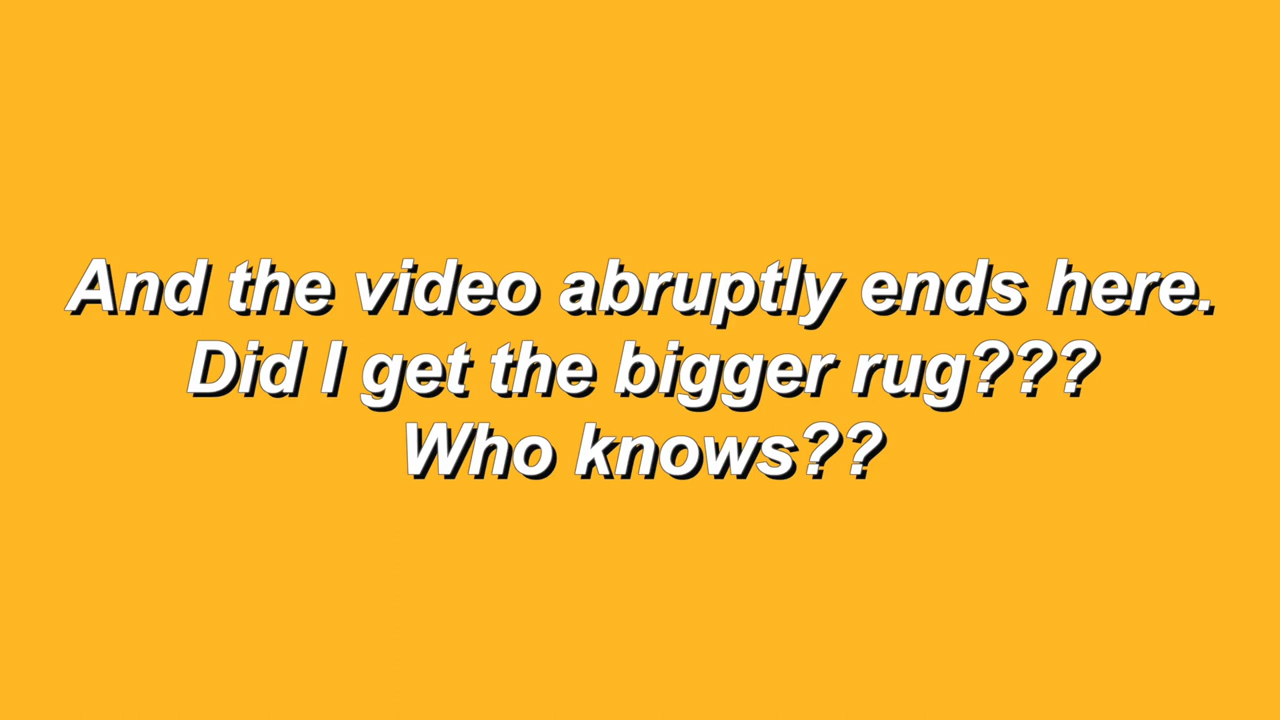 And the video abruptly ends here.
Did I get the bigger rug???
Who knows??